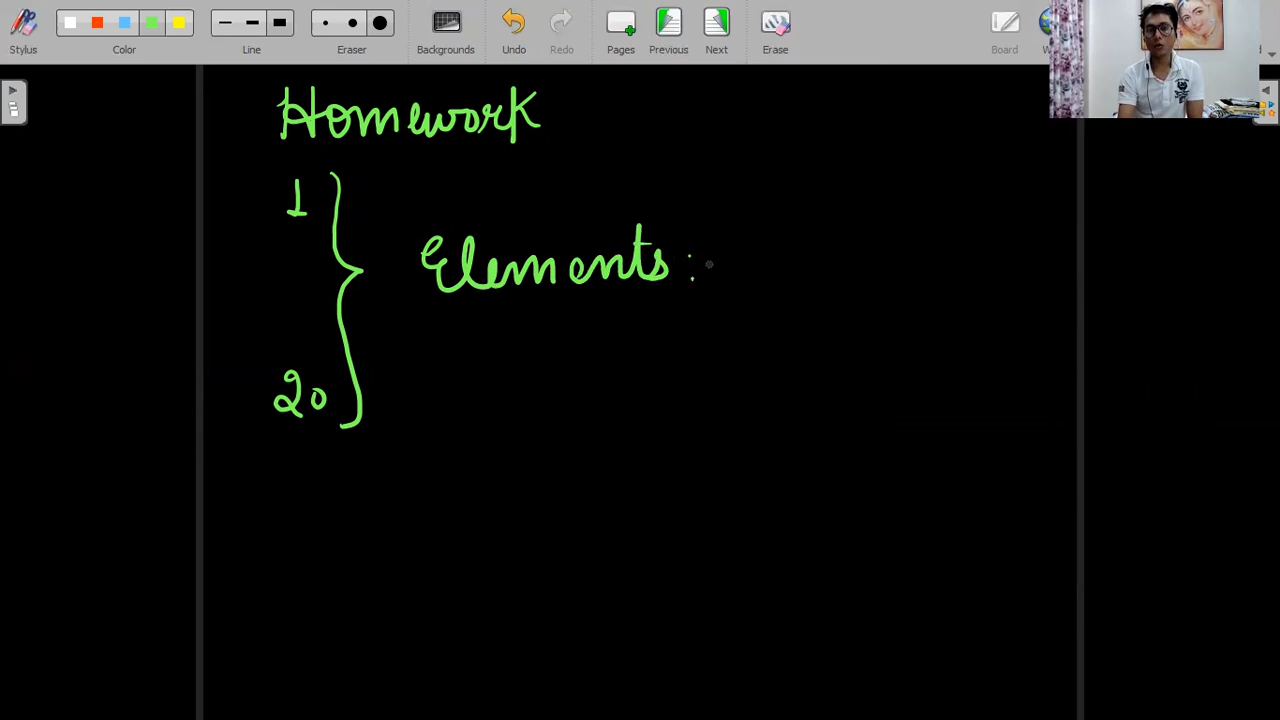 Stylus
Color
Line
Eraser
Backgrounds
Undo
Redo
Pages
Previous
Next
Erase
Board
Homework
1
Elements :
20